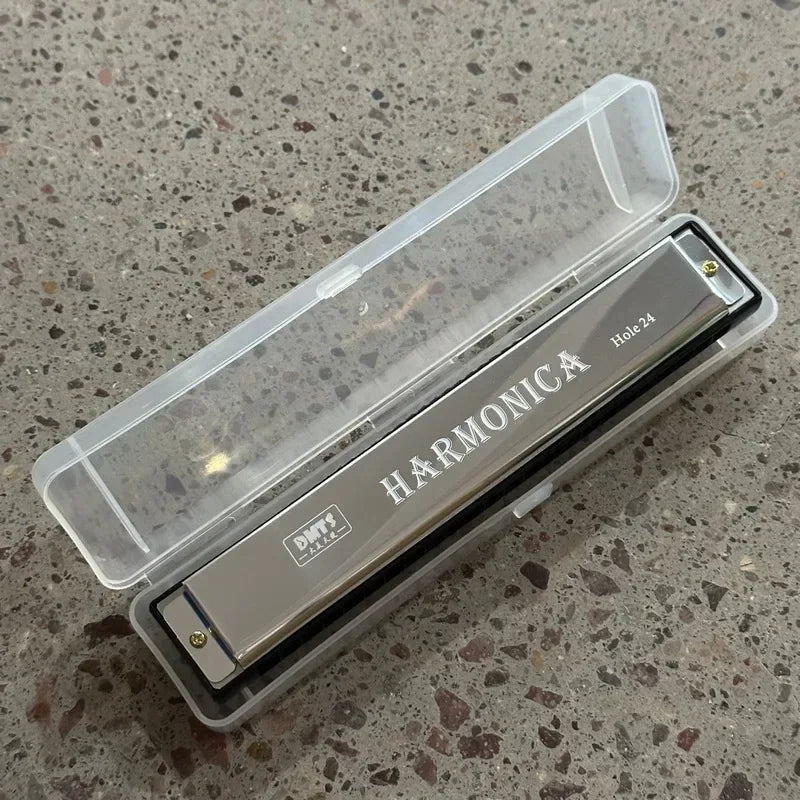 HARMONICA
Hole 24
DMTS